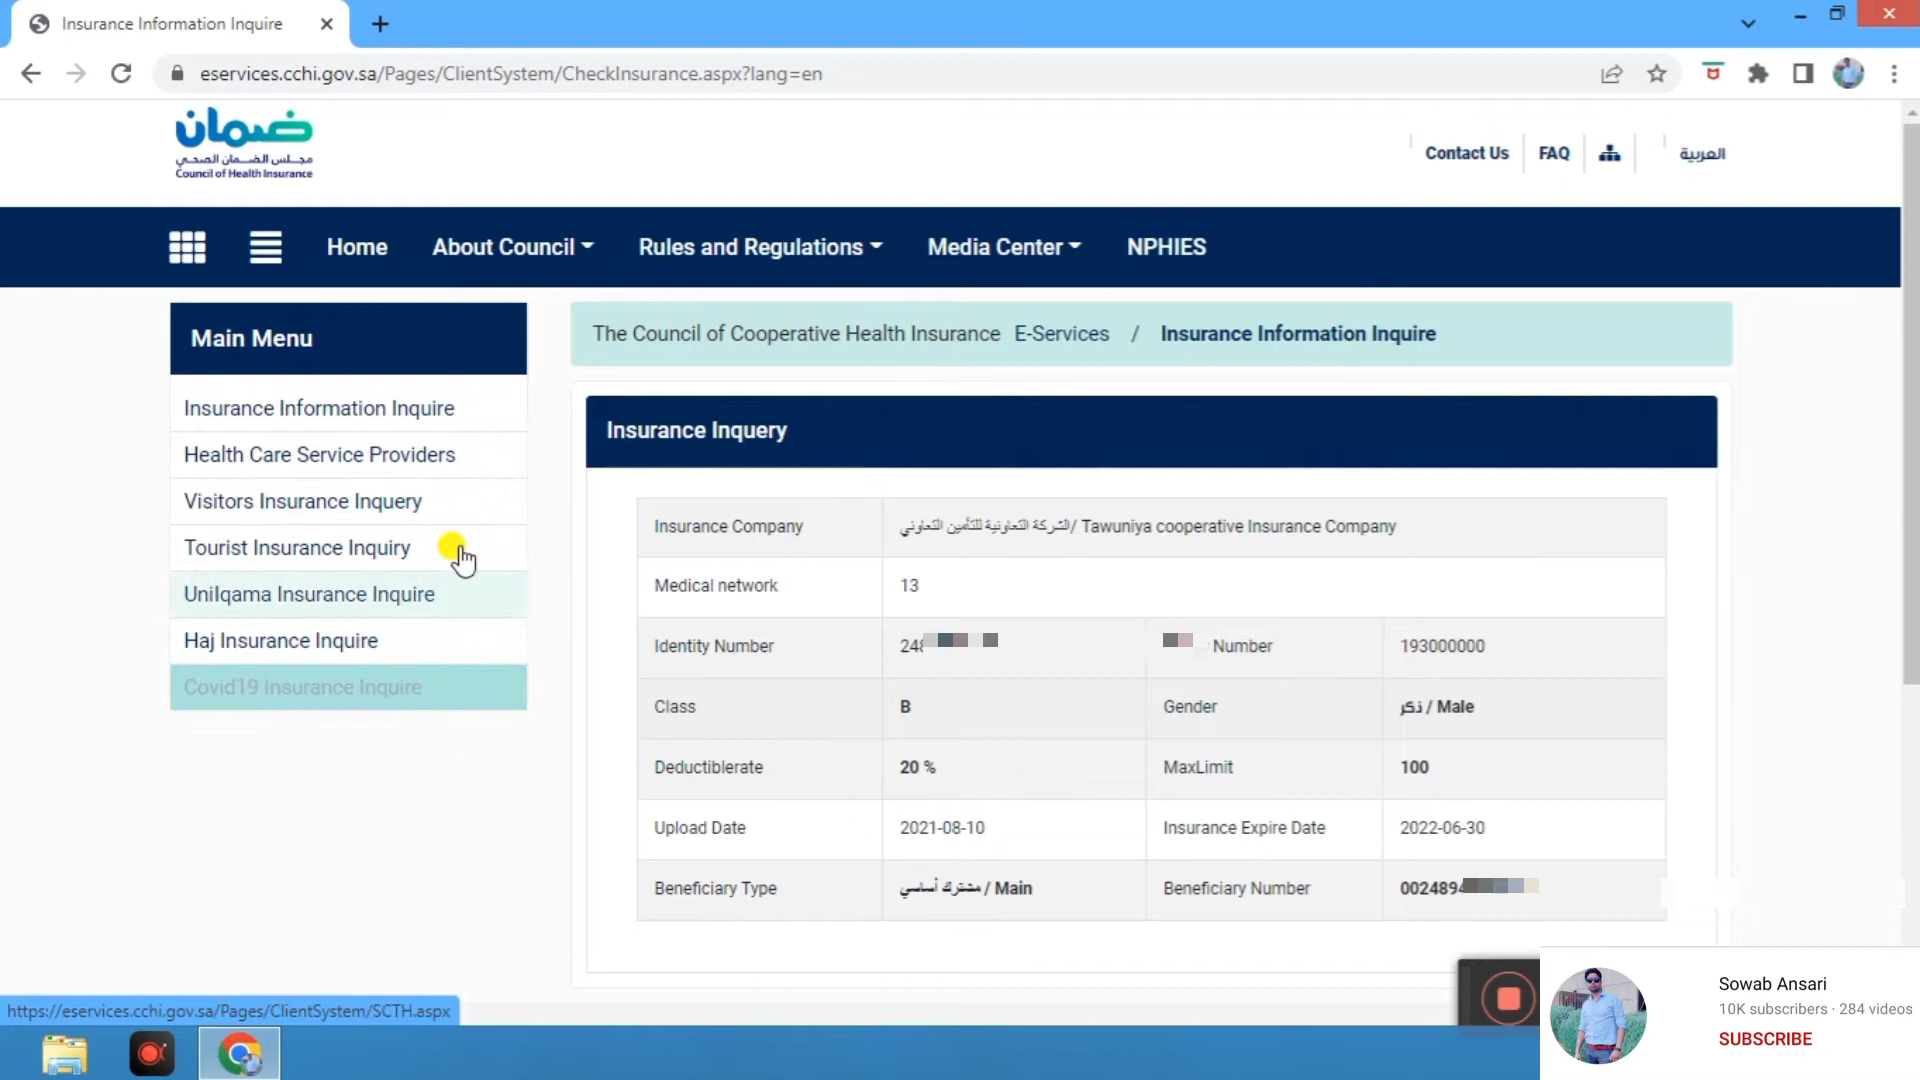 Insurance Information Inquire
eservices.cchi.gov.sa/Pages/ClientSystem/CheckInsurance.aspx?lang=en
ضمان
مجلس الضمان الصحي
Council of Health Insurance
Contact Us
FAQ
العربية
Home
About Council
Rules and Regulations
Media Center
NPHIES
Main Menu
Insurance Information Inquire
Health Care Service Providers
Visitors Insurance Inquery
Tourist Insurance Inquiry
UniIqama Insurance Inquire
Haj Insurance Inquire
Covid19 Insurance Inquire
The Council of Cooperative Health Insurance E-Services / Insurance Information Inquire
Insurance Inquery
Insurance Company الشركة التعاونية للتأمين التعاوني/ Tawuniya cooperative Insurance Company
Medical network 13
Identity Number 248 Number 193000000
Class B Gender ذكر / Male
Deductiblerate 20 % MaxLimit 100
Upload Date 2021-08-10 Insurance Expire Date 2022-06-30
Beneficiary Type مشترك أساسي / Main Beneficiary Number 002489
https://eservices.cchi.gov.sa/Pages/ClientSystem/SCTH.aspx
Sowab Ansari
10K subscribers · 284 videos
SUBSCRIBE